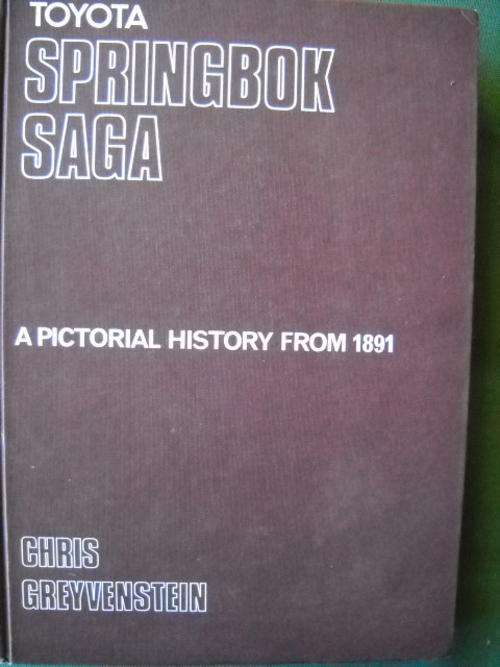 TOYOTA
SPRINGBOK
SAGA
A PICTORIAL HISTORY FROM 1891
CHRIS
GREYVENSTEIN